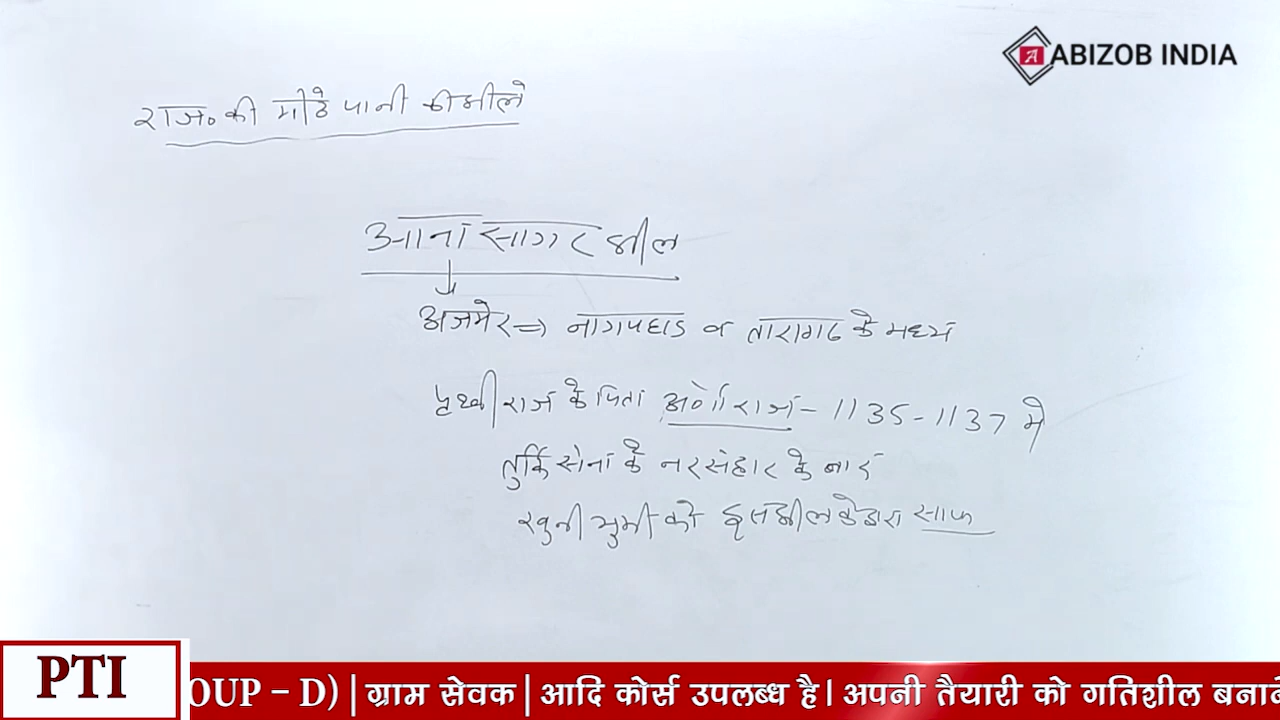 ABIZOB INDIA
राज० की मीठे पानी की झीले
आना सागर झील
अजमेर => नागपहाड व तारागढ के मध्य
पृथ्वीराज के पिता अर्णोराज - 1135-1137 मे
तुर्कि सेना के नरसंहार के बाद
खुनी भुमी को इस झील के द्वारा साफ
PTI
OUP - D) | ग्राम सेवक | आदि कोर्स उपलब्ध है। अपनी तैयारी को गतिशील बनाने